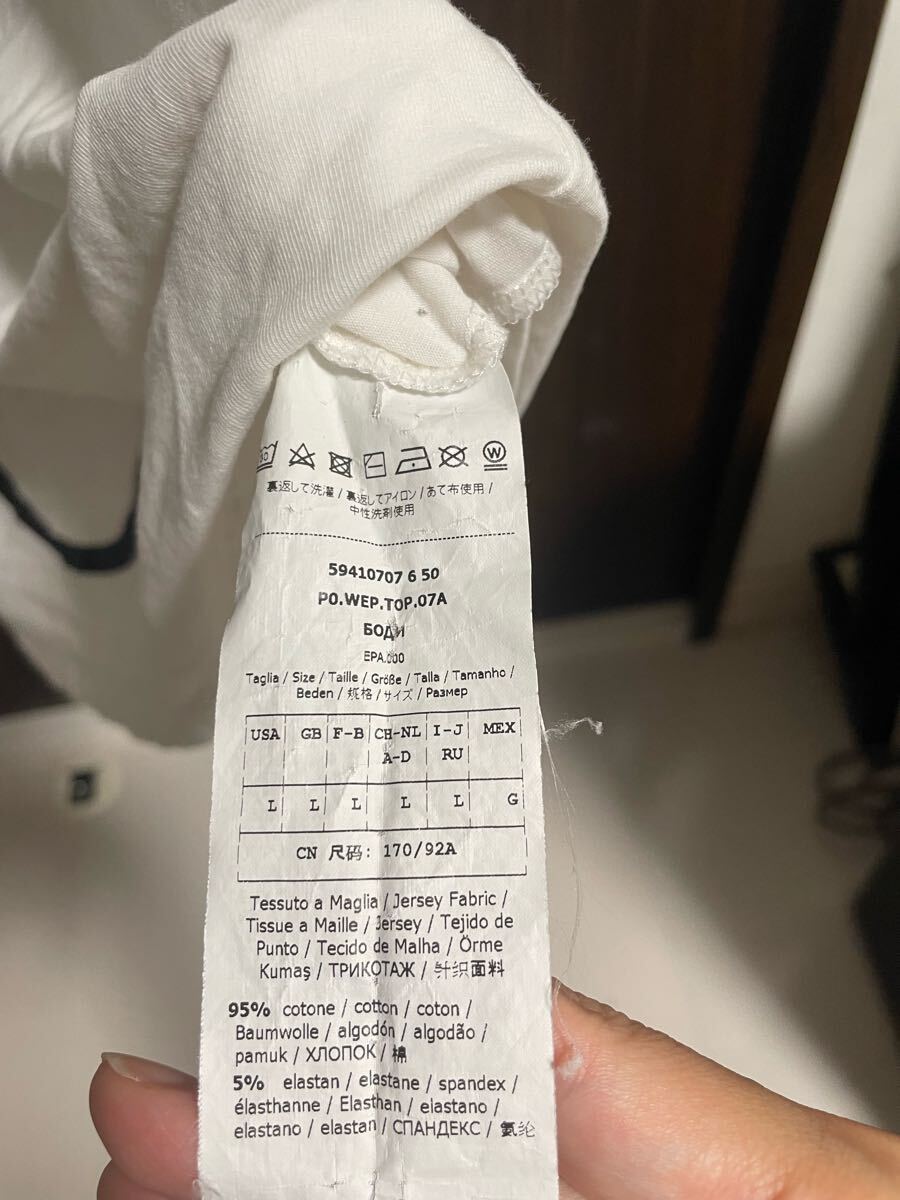 30
W
裏返して洗濯 / 裏返してアイロン / あて布使用 /
中性洗剤使用
59410707 6 50
PO.WEP.TOP.07A
БОДИ
EPA.000
Taglia / Size / Taille / Größe / Talla / Tamanho /
Beden / 规格 / サイズ / Размер
USA GB F-B CH-NL I-J MEX
A-D RU
L L L L L G
CN 尺码: 170/92A
Tessuto a Maglia / Jersey Fabric /
Tissue a Maille / Jersey / Tejido de
Punto / Tecido de Malha / Örme
Kumaş / ТРИКОТАЖ / 针织面料
95% cotone / cotton / coton /
Baumwolle / algodón / algodão /
pamuk / ХЛОПОК / 棉
5% elastan / elastane / spandex /
élasthanne / Elasthan / elastano /
elastano / elastan / СПАНДЕКС / 氨纶